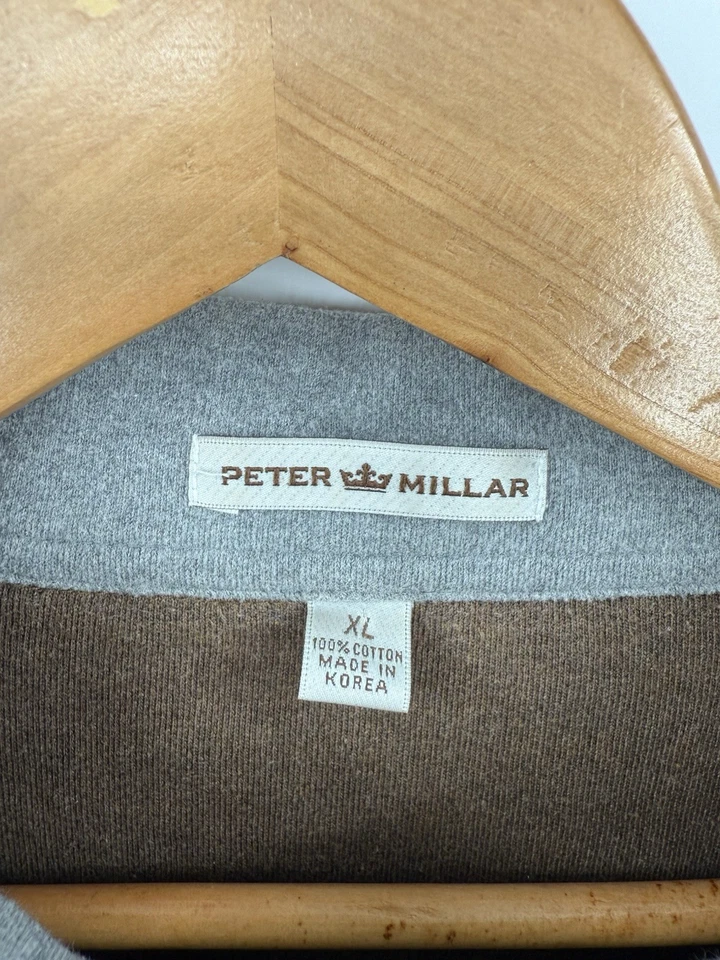 PETER MILLAR
XL
100% COTTON
MADE IN
KOREA